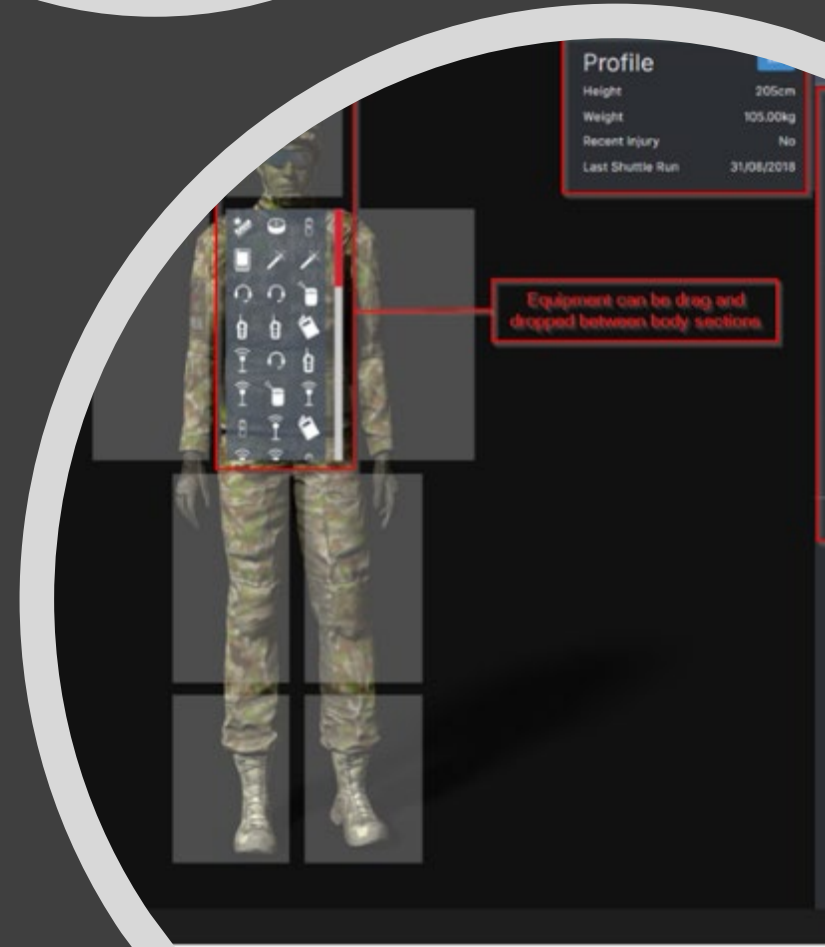 Profile
Height 205cm
Weight 105.00kg
Recent Injury No
Last Shuttle Run 31/08/2018
Equipment can be drag and
dropped between body sections